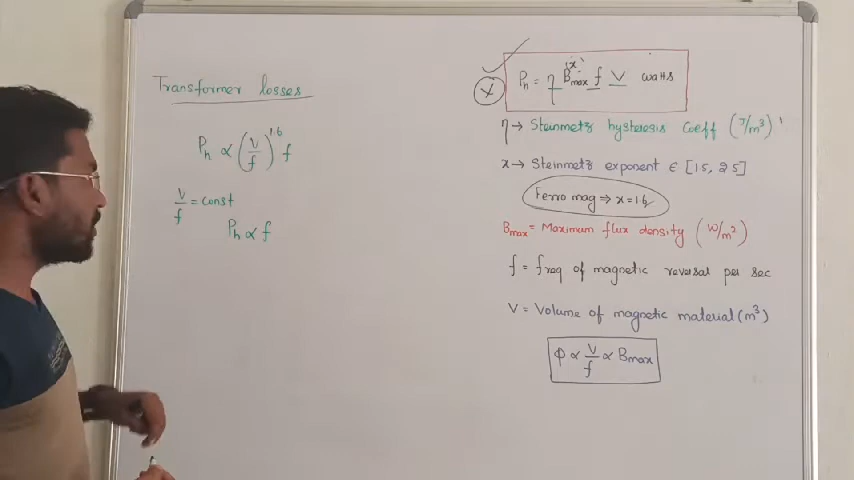 Transformer losses
Ph ∝ (V/f)^1.6 f
V/f = const
Ph ∝ f
Ph = η Bmax^(x) f V watts
η → Steinmetz hysteresis Coeff (J/m³)
x → Steinmetz exponent ∈ [1.5, 2.5]
Ferro mag ⇒ x = 1.6
Bmax = Maximum flux density (W/m²)
f = freq of magnetic reversal per sec
V = Volume of magnetic material (m³)
Φ ∝ V/f ∝ Bmax